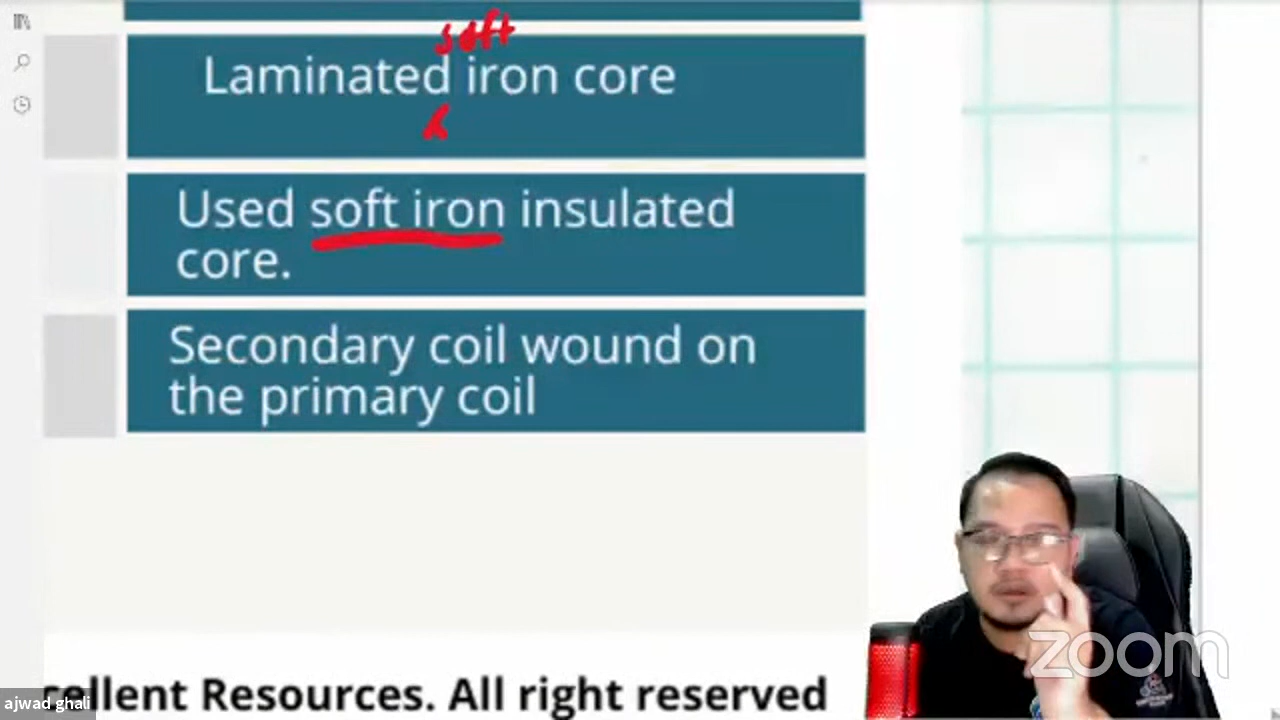 soft
Laminated iron core
Used soft iron insulated
core.
Secondary coil wound on
the primary coil
cellent Resources. All right reserved
ajwad ghali
zoom